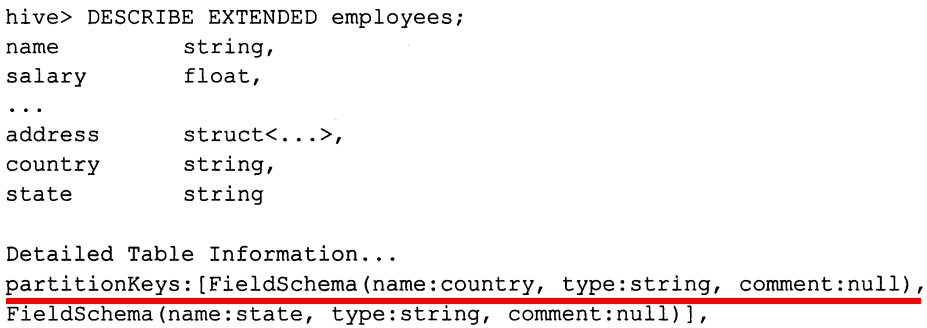 hive> DESCRIBE EXTENDED employees;
name string,
salary float,
...
address struct<...>,
country string,
state string
Detailed Table Information...
partitionKeys:[FieldSchema(name:country, type:string, comment:null),
FieldSchema(name:state, type:string, comment:null)],